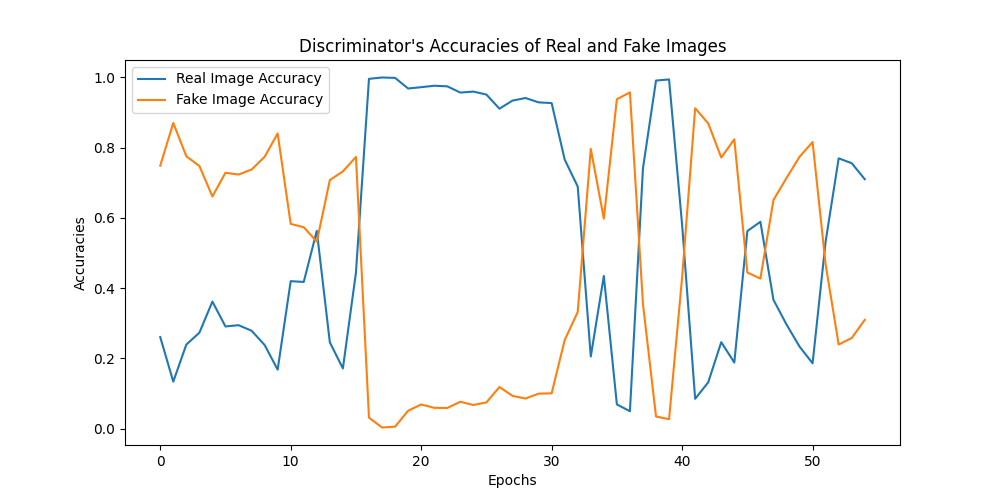 Discriminator's Accuracies of Real and Fake Images
Real Image Accuracy
Fake Image Accuracy
1.0
0.8
0.6
0.4
0.2
0.0
Accuracies
0 10 20 30 40 50
Epochs